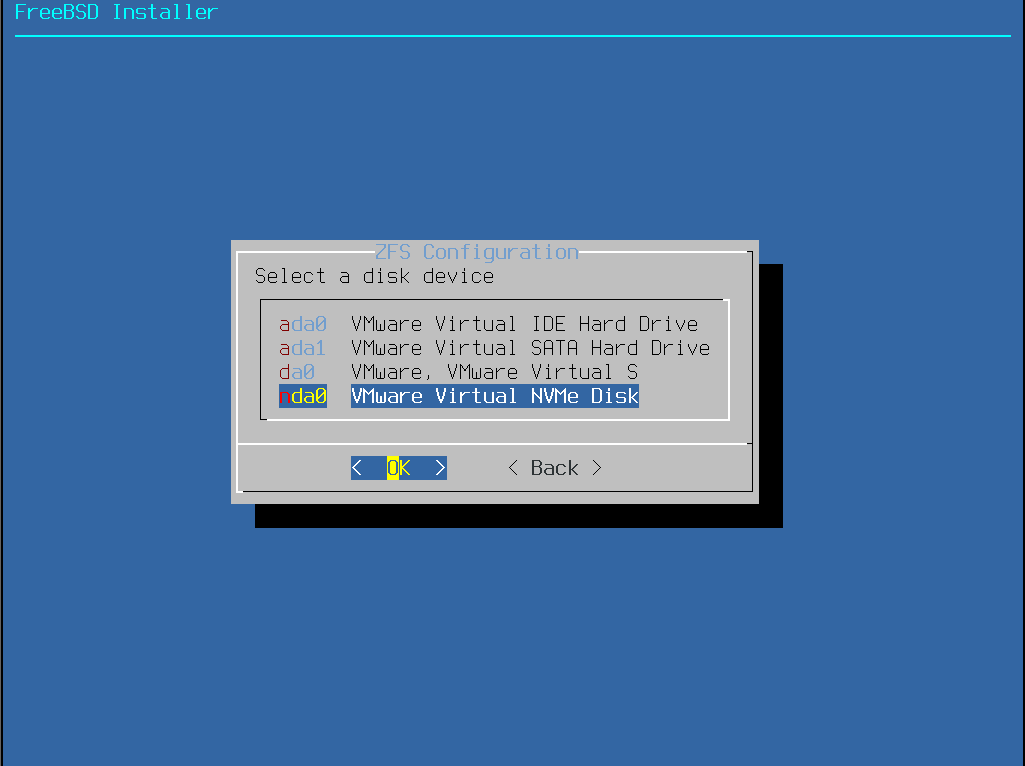 FreeBSD Installer
ZFS Configuration
Select a disk device
ada0 VMware Virtual IDE Hard Drive
ada1 VMware Virtual SATA Hard Drive
da0 VMware, VMware Virtual S
nda0 VMware Virtual NVMe Disk
< OK > < Back >